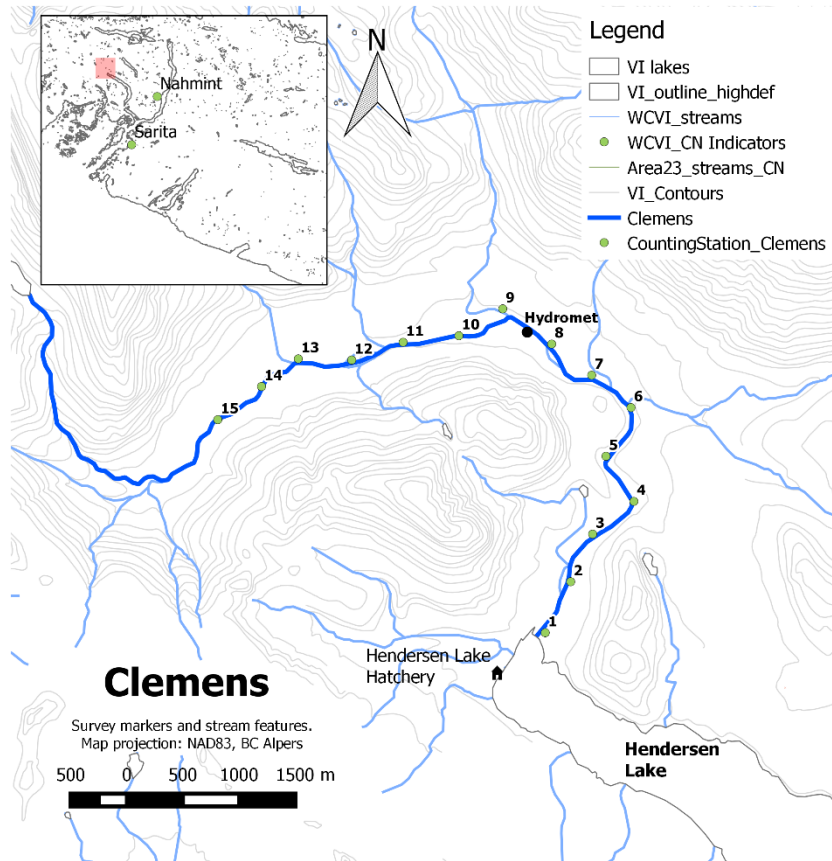 Nahmint
Sarita
N
Legend
VI lakes
VI_outline_highdef
WCVI_streams
WCVI_CN Indicators
Area23_streams_CN
VI_Contours
Clemens
CountingStation_Clemens
9
Hydromet
8
10
11
12
13
7
14
6
15
5
4
3
2
1
Hendersen Lake
Hatchery
Clemens
Survey markers and stream features.
Map projection: NAD83, BC Alpers
500 0 500 1000 1500 m
Hendersen
Lake